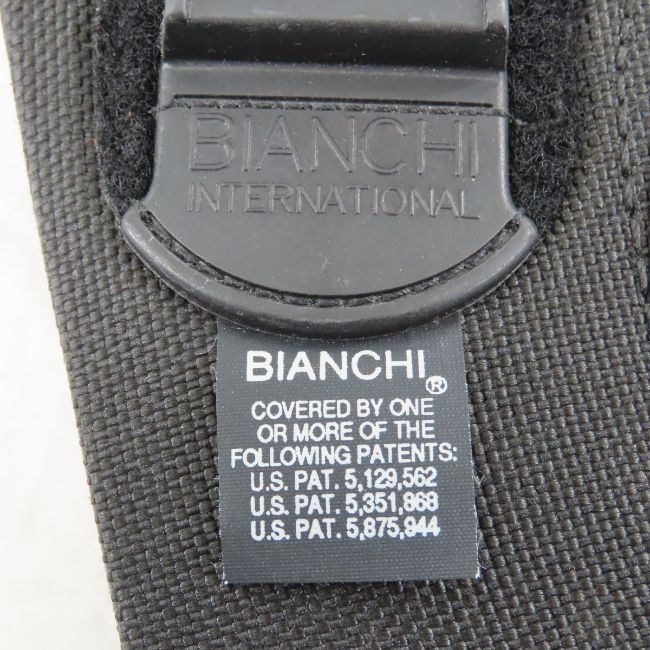 BIANCHI
INTERNATIONAL
BIANCHI®
COVERED BY ONE
OR MORE OF THE
FOLLOWING PATENTS:
U.S. PAT. 5,129,562
U.S. PAT. 5,351,868
U.S. PAT. 5,875,944